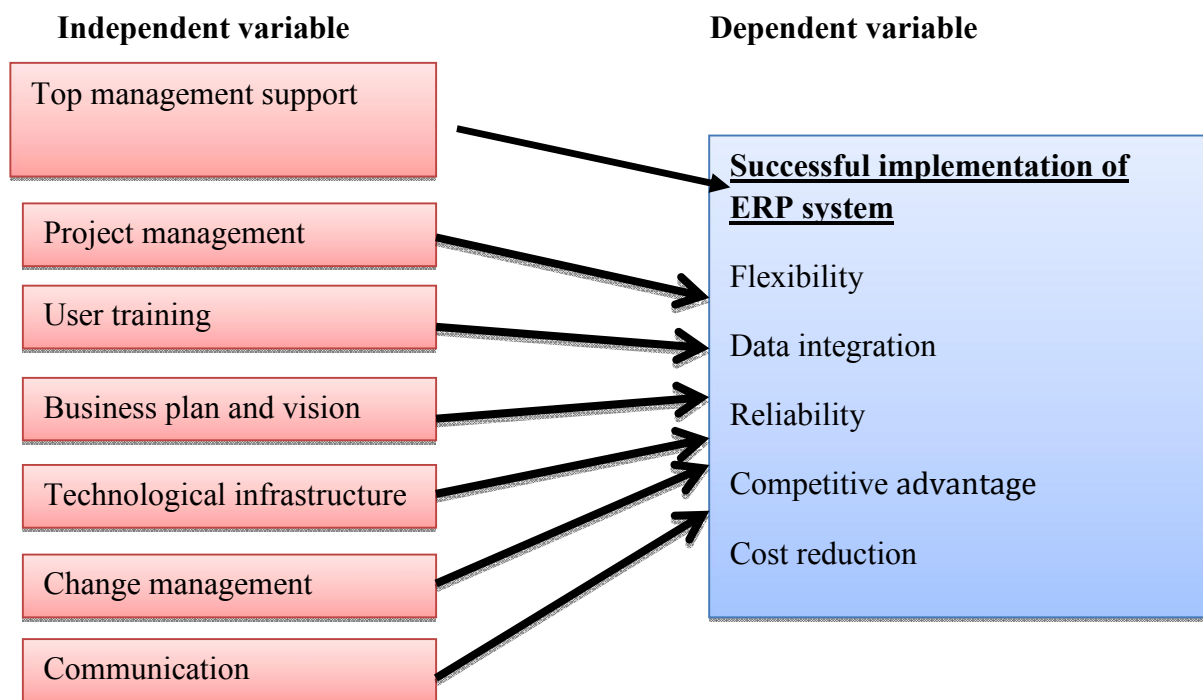 Independent variable
Dependent variable
Top management support
Project management
User training
Business plan and vision
Technological infrastructure
Change management
Communication
Successful implementation of
ERP system
Flexibility
Data integration
Reliability
Competitive advantage
Cost reduction